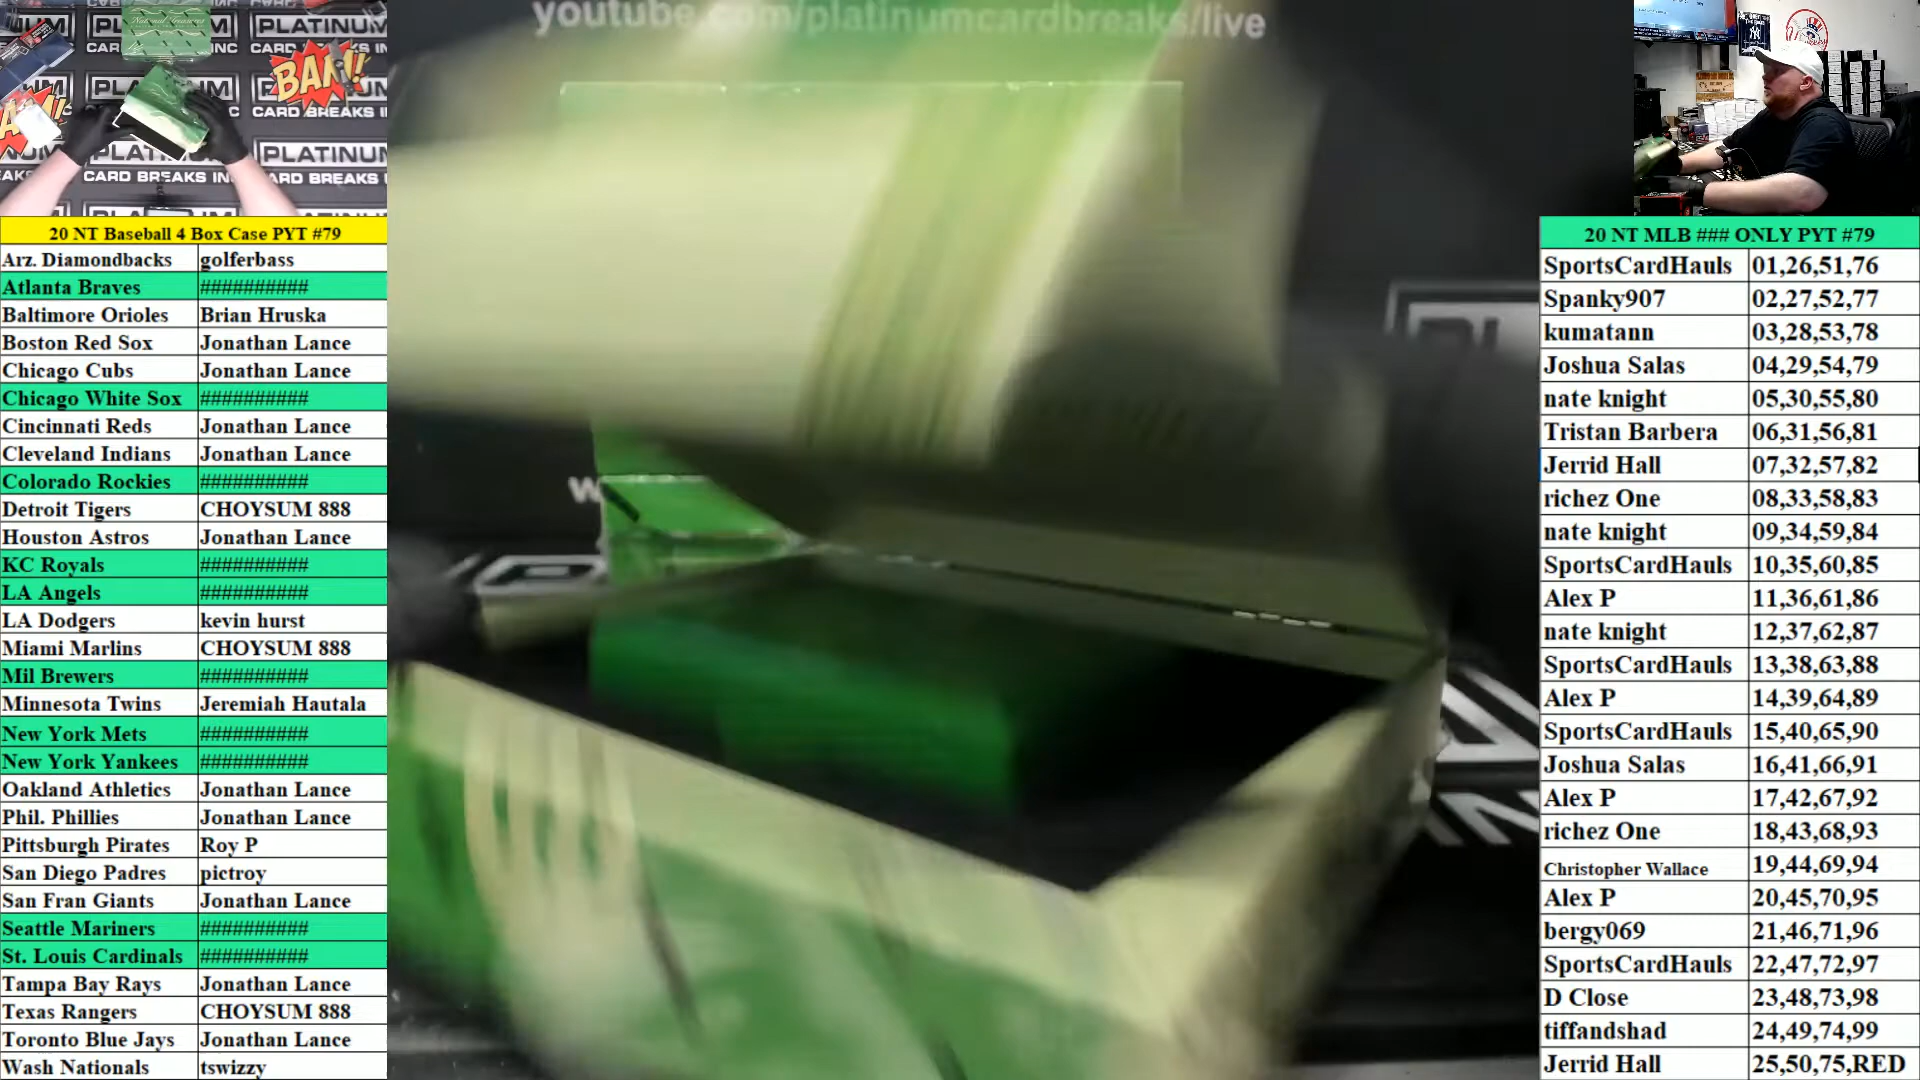 youtube.com/platinumcardbreaks/live
National Treasures
BAM!
PLATINUM
CARD BREAKS INC
PLATINUM
CARD BREAKS INC
20 NT Baseball 4 Box Case PYT #79
Arz. Diamondbacks golferbass
Atlanta Braves ##########
Baltimore Orioles Brian Hruska
Boston Red Sox Jonathan Lance
Chicago Cubs Jonathan Lance
Chicago White Sox ##########
Cincinnati Reds Jonathan Lance
Cleveland Indians Jonathan Lance
Colorado Rockies ##########
Detroit Tigers CHOYSUM 888
Houston Astros Jonathan Lance
KC Royals ##########
LA Angels ##########
LA Dodgers kevin hurst
Miami Marlins CHOYSUM 888
Mil Brewers ##########
Minnesota Twins Jeremiah Hautala
New York Mets ##########
New York Yankees ##########
Oakland Athletics Jonathan Lance
Phil. Phillies Jonathan Lance
Pittsburgh Pirates Roy P
San Diego Padres pictroy
San Fran Giants Jonathan Lance
Seattle Mariners ##########
St. Louis Cardinals ##########
Tampa Bay Rays Jonathan Lance
Texas Rangers CHOYSUM 888
Toronto Blue Jays Jonathan Lance
Wash Nationals tswizzy
20 NT MLB ### ONLY PYT #79
SportsCardHauls 01,26,51,76
Spanky907 02,27,52,77
kumatann 03,28,53,78
Joshua Salas 04,29,54,79
nate knight 05,30,55,80
Tristan Barbera 06,31,56,81
Jerrid Hall 07,32,57,82
richez One 08,33,58,83
nate knight 09,34,59,84
SportsCardHauls 10,35,60,85
Alex P 11,36,61,86
nate knight 12,37,62,87
SportsCardHauls 13,38,63,88
Alex P 14,39,64,89
SportsCardHauls 15,40,65,90
Joshua Salas 16,41,66,91
Alex P 17,42,67,92
richez One 18,43,68,93
Christopher Wallace 19,44,69,94
Alex P 20,45,70,95
bergy069 21,46,71,96
SportsCardHauls 22,47,72,97
D Close 23,48,73,98
tiffandshad 24,49,74,99
Jerrid Hall 25,50,75,RED